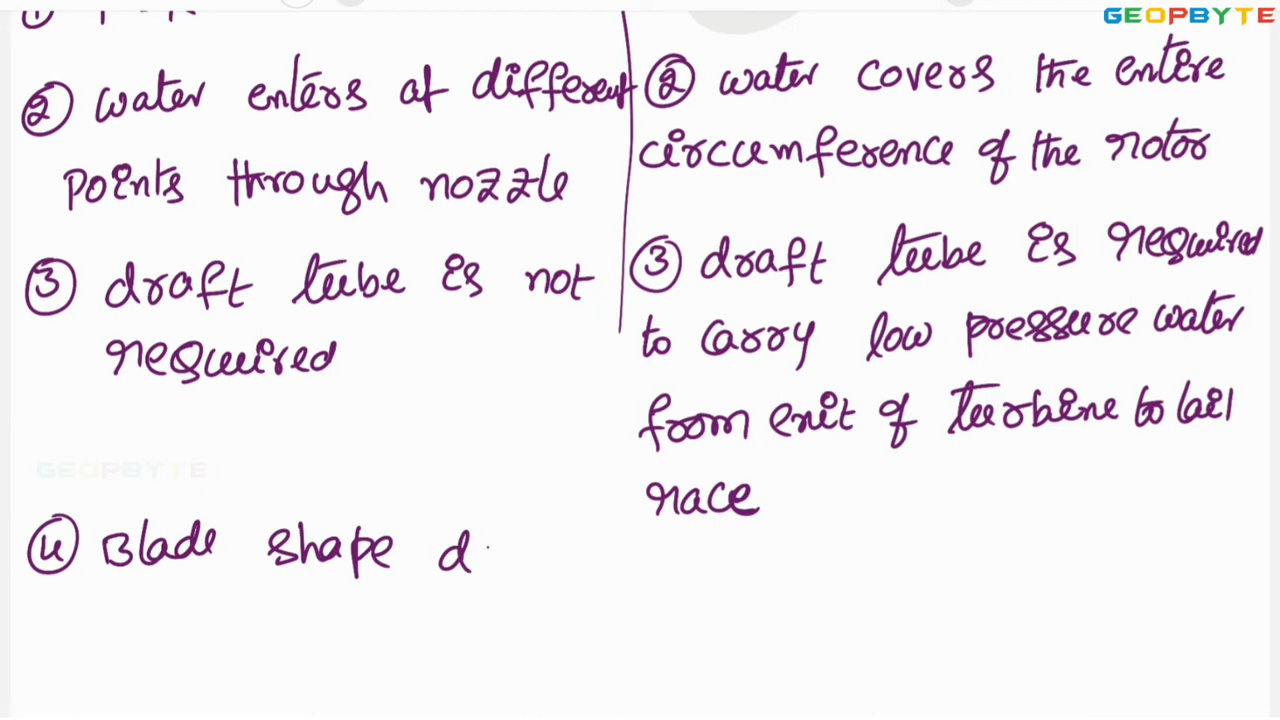 GEOPBYTE
①
② water enters at different
points through nozzle
③ draft tube is not
required
GEOPBYTE
④ Blade shape d
② water covers the entire
circumference of the rotor
③ draft tube is required
to carry low pressure water
from exit of turbine to tail
race